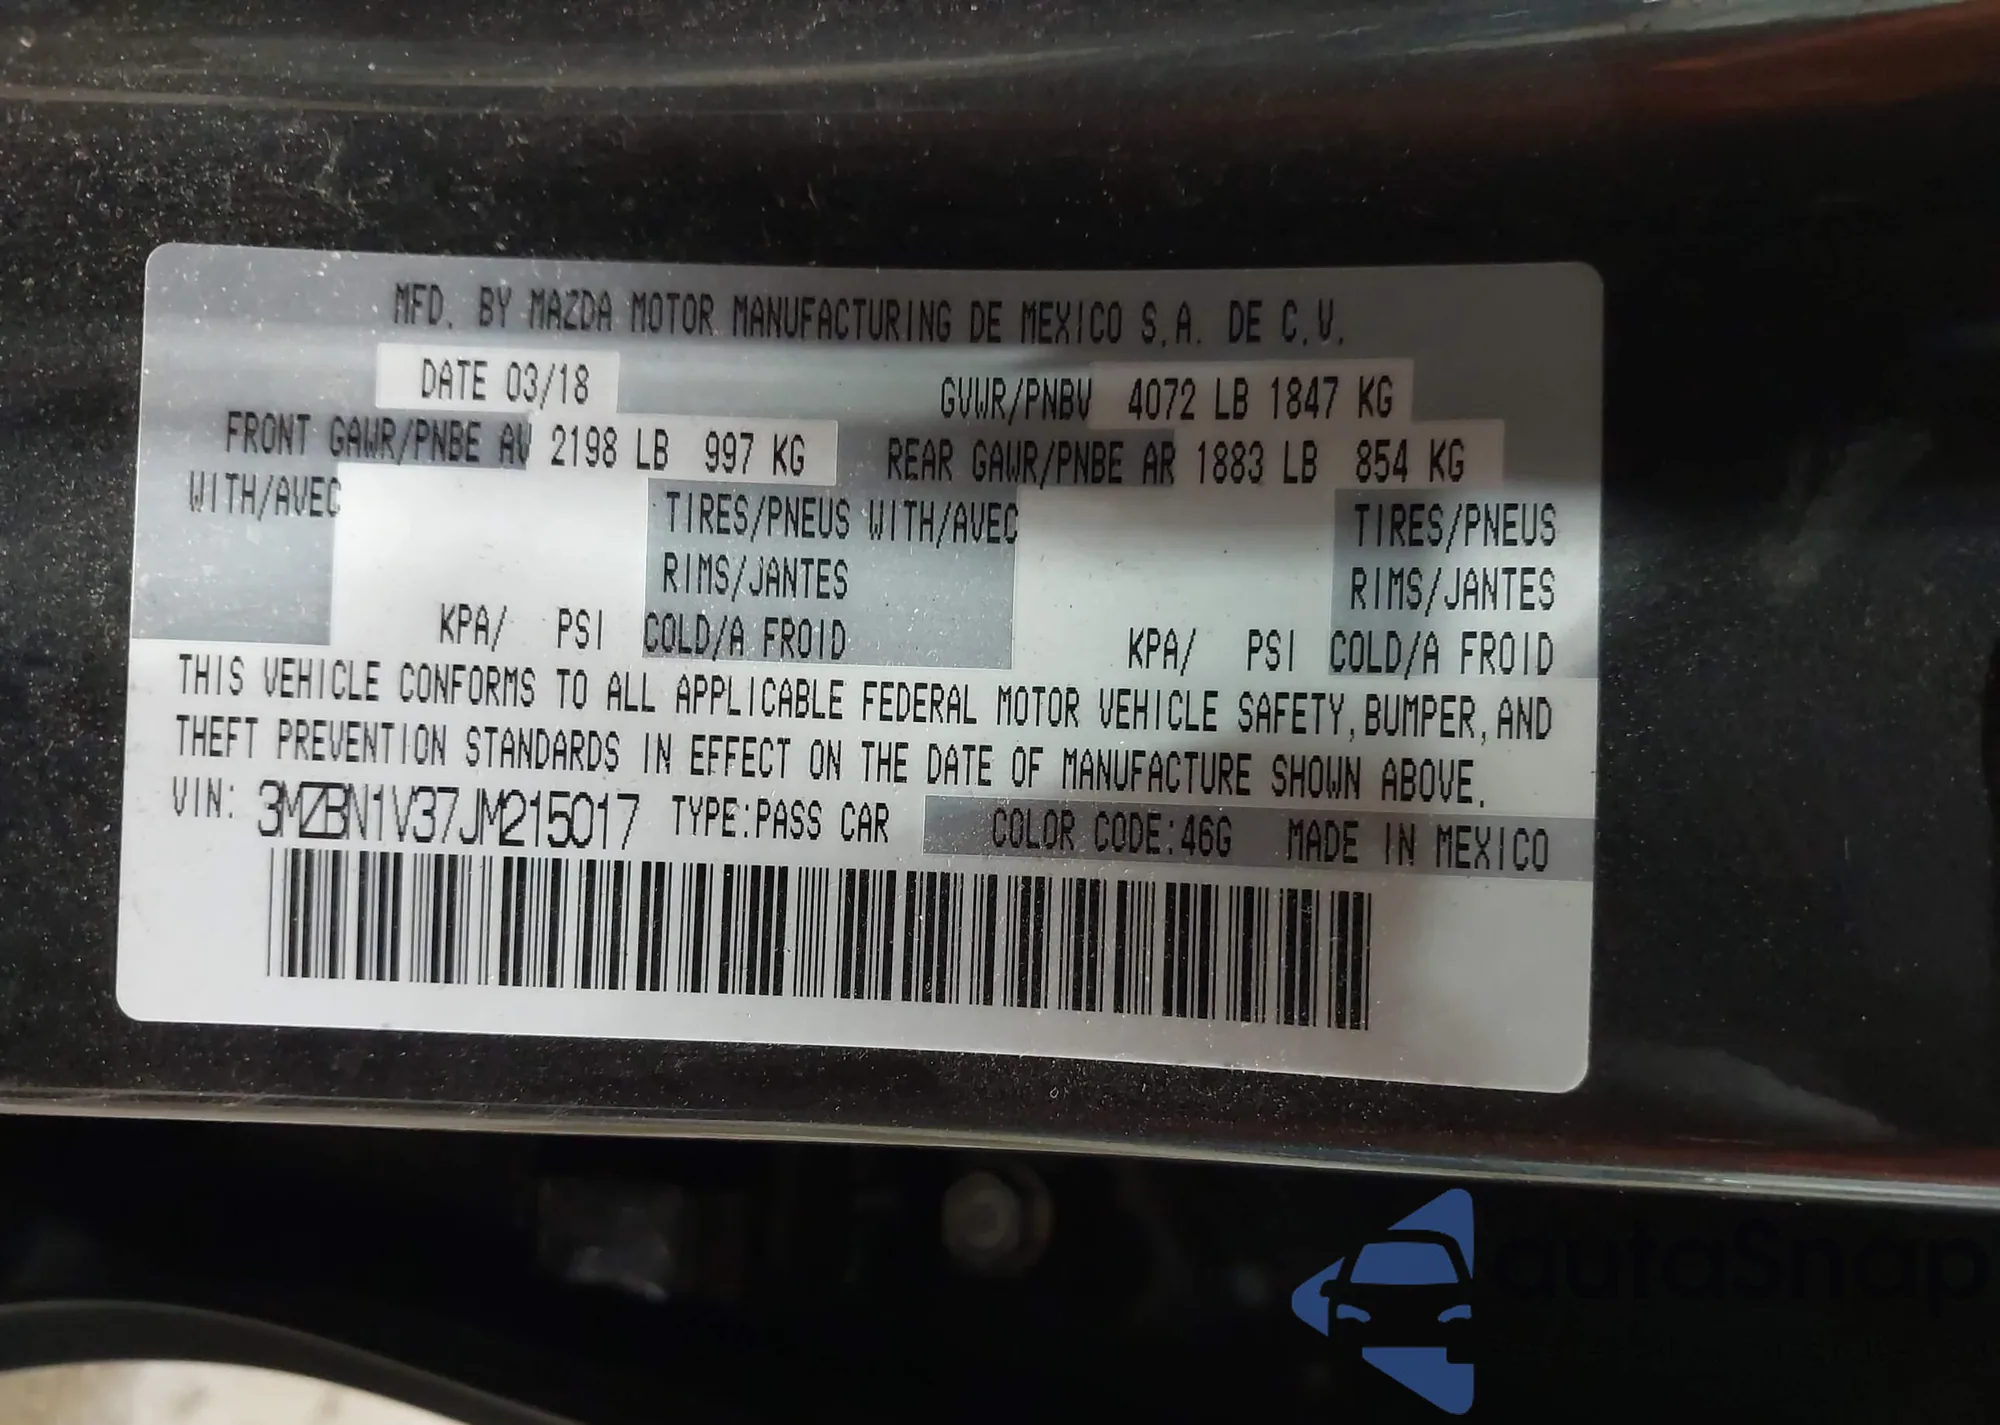 MFD. BY MAZDA MOTOR MANUFACTURING DE MEXICO S.A. DE C.V.
DATE 03/18 GVWR/PNBV 4072 LB 1847 KG
FRONT GAWR/PNBE AV 2198 LB 997 KG REAR GAWR/PNBE AR 1883 LB 854 KG
WITH/AVEC TIRES/PNEUS WITH/AVEC TIRES/PNEUS
RIMS/JANTES RIMS/JANTES
KPA/ PSI COLD/A FROID KPA/ PSI COLD/A FROID
THIS VEHICLE CONFORMS TO ALL APPLICABLE FEDERAL MOTOR VEHICLE SAFETY, BUMPER, AND
THEFT PREVENTION STANDARDS IN EFFECT ON THE DATE OF MANUFACTURE SHOWN ABOVE.
VIN: 3MZBN1V37JM215017 TYPE:PASS CAR COLOR CODE:46G MADE IN MEXICO
autoSnap